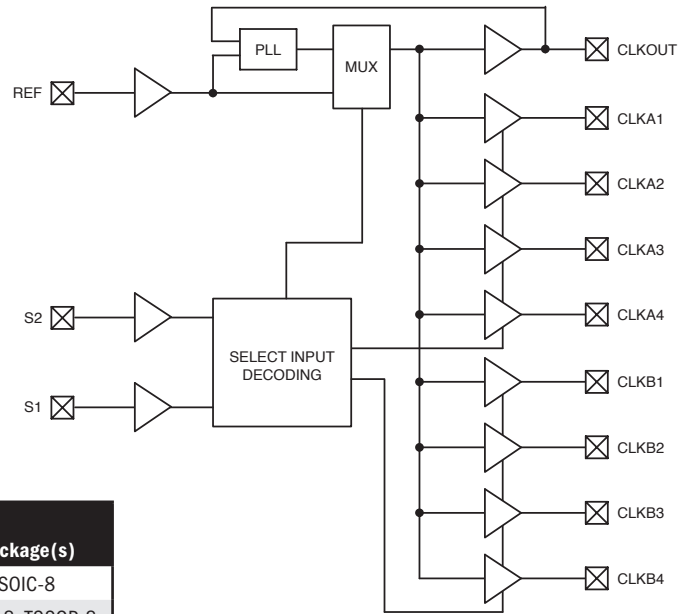 PLL
MUX
CLKOUT
REF
CLKA1
CLKA2
CLKA3
S2
CLKA4
SELECT INPUT
DECODING
CLKB1
S1
CLKB2
CLKB3
SOIC-8
CLKB4